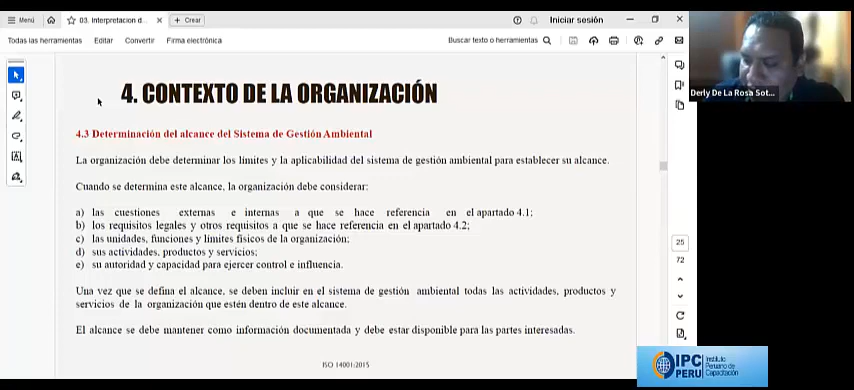 Menú
03. Interpretacion d...
+ Crear
Iniciar sesión
Todas las herramientas Editar Convertir Firma electrónica
Buscar texto o herramientas
4. CONTEXTO DE LA ORGANIZACIÓN
4.3 Determinación del alcance del Sistema de Gestión Ambiental
La organización debe determinar los límites y la aplicabilidad del sistema de gestión ambiental para establecer su alcance.
Cuando se determina este alcance, la organización debe considerar:
a) las cuestiones externas e internas a que se hace referencia en el apartado 4.1;
b) los requisitos legales y otros requisitos a que se hace referencia en el apartado 4.2;
c) las unidades, funciones y límites físicos de la organización;
d) sus actividades, productos y servicios;
e) su autoridad y capacidad para ejercer control e influencia.
Una vez que se defina el alcance, se deben incluir en el sistema de gestión ambiental todas las actividades, productos y
servicios de la organización que estén dentro de este alcance.
El alcance se debe mantener como información documentada y debe estar disponible para las partes interesadas.
ISO 14001:2015
25
72
Derly De La Rosa Sot...
IPC PERU
Instituto
Peruano de
Capacitación